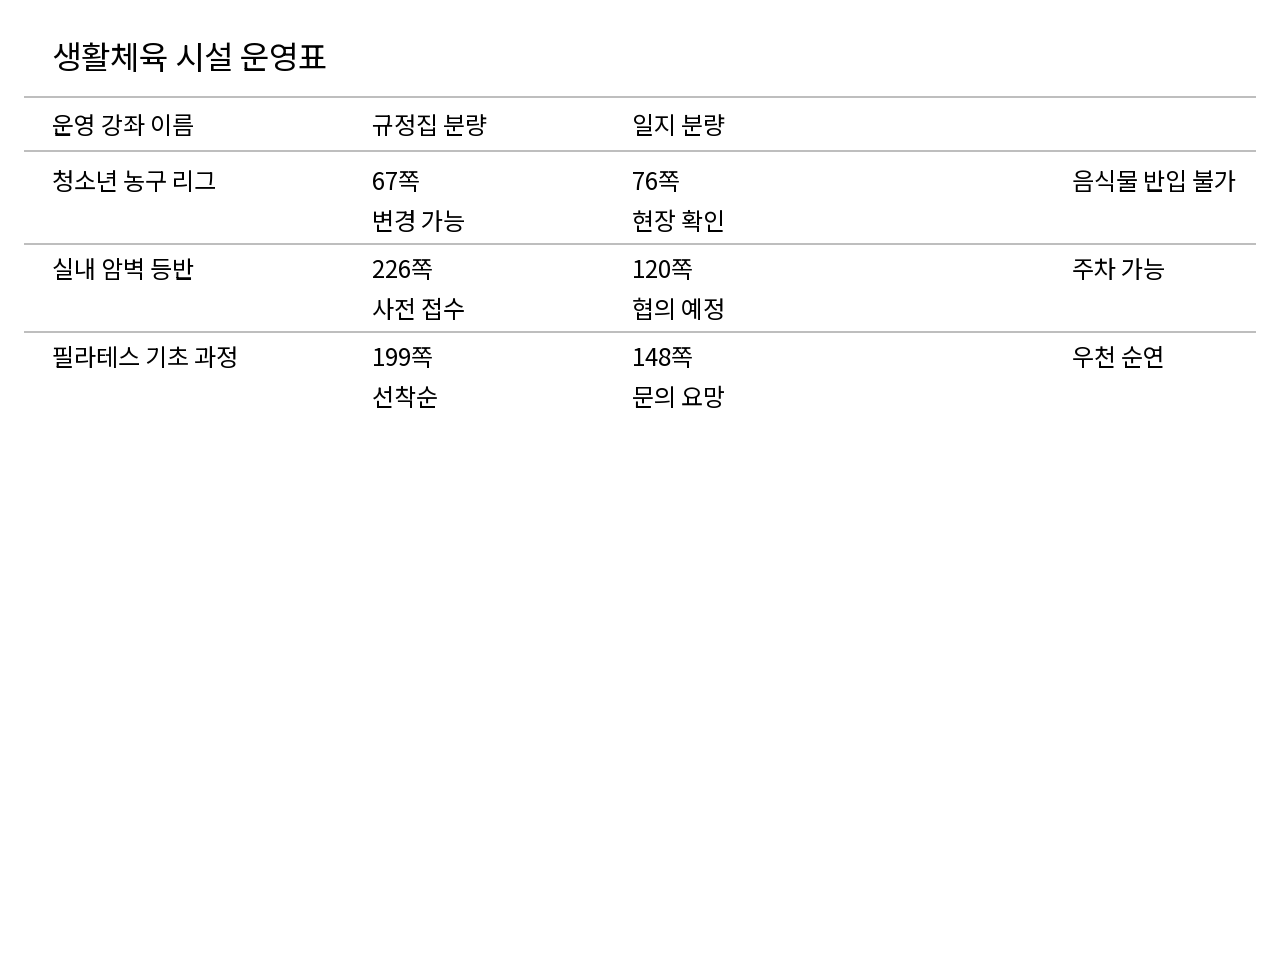 생활체육 시설 운영표
운영 강좌 이름 규정집 분량 일지 분량
청소년 농구 리그 67쪽 76쪽 음식물 반입 불가
변경 가능 현장 확인
실내 암벽 등반 226쪽 120쪽 주차 가능
사전 접수 협의 예정
필라테스 기초 과정 199쪽 148쪽 우천 순연
선착순 문의 요망